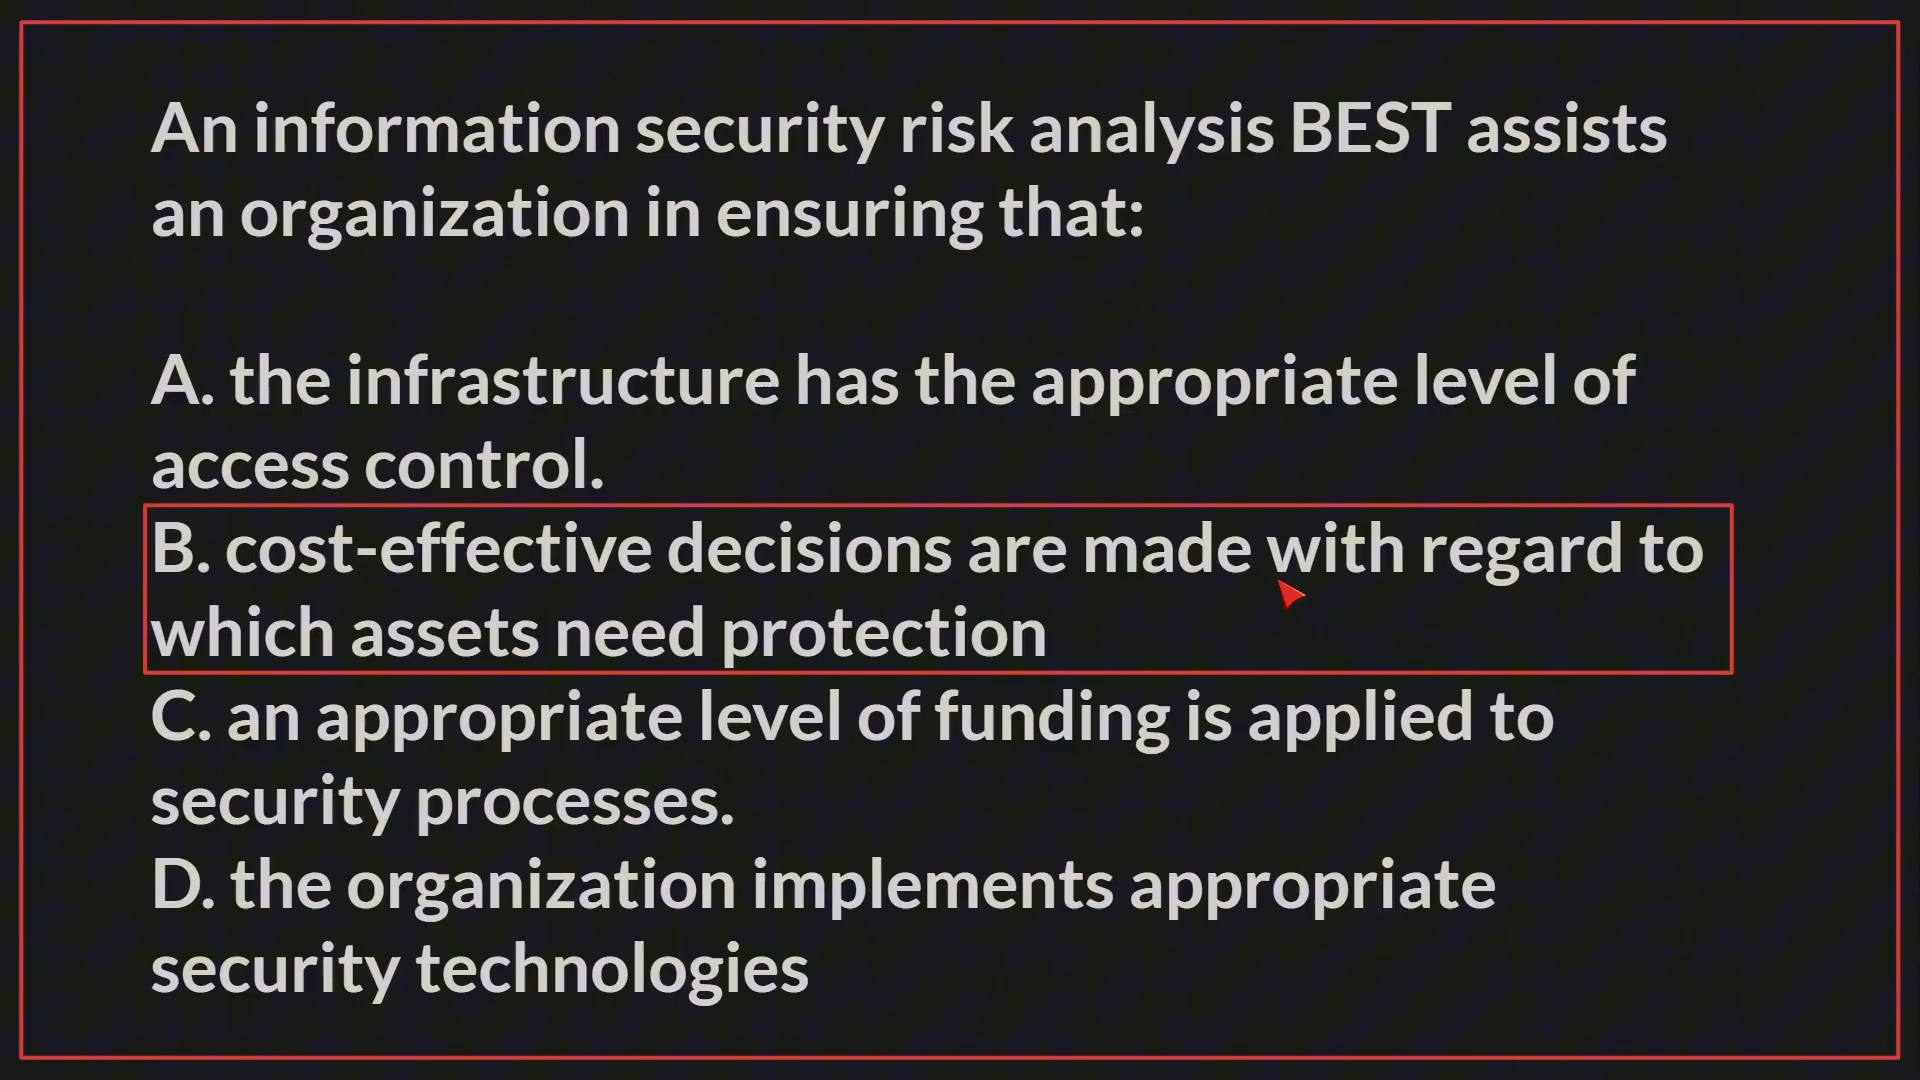 An information security risk analysis BEST assists
an organization in ensuring that:
A. the infrastructure has the appropriate level of
access control.
B. cost-effective decisions are made with regard to
which assets need protection
C. an appropriate level of funding is applied to
security processes.
D. the organization implements appropriate
security technologies